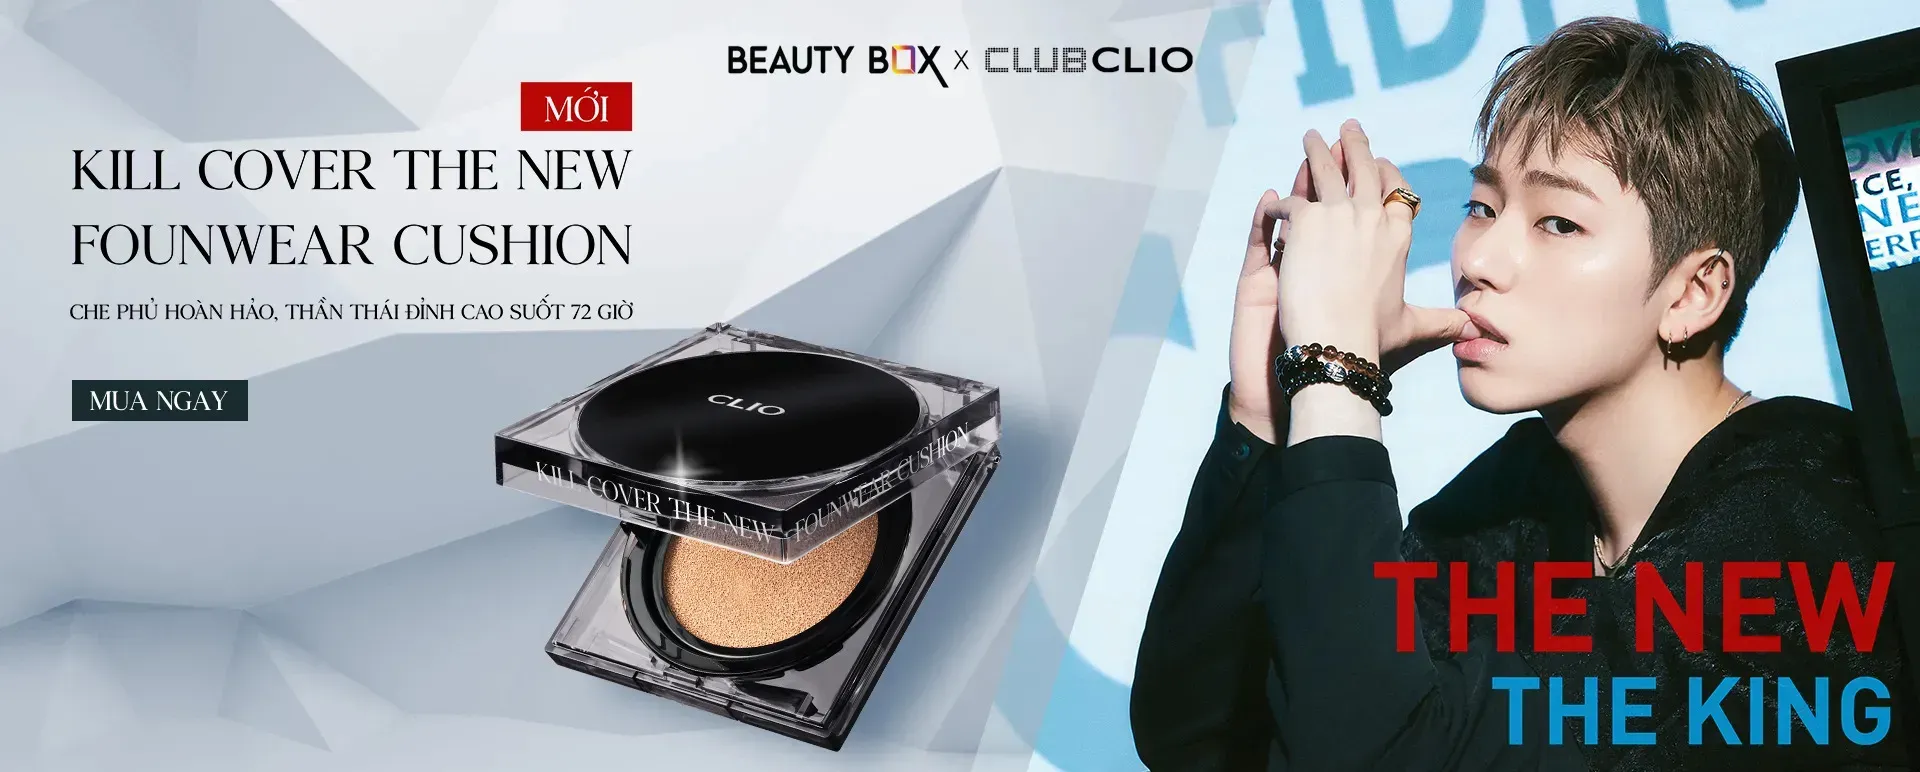 BEAUTY BOX x CLUBCLIO
MỚI
KILL COVER THE NEW
FOUNWEAR CUSHION
CHE PHỦ HOÀN HẢO, THẦN THÁI ĐỈNH CAO SUỐT 72 GIỜ
MUA NGAY
CLIO
KILL COVER THE NEW FOUNWEAR CUSHION
THE NEW
THE KING